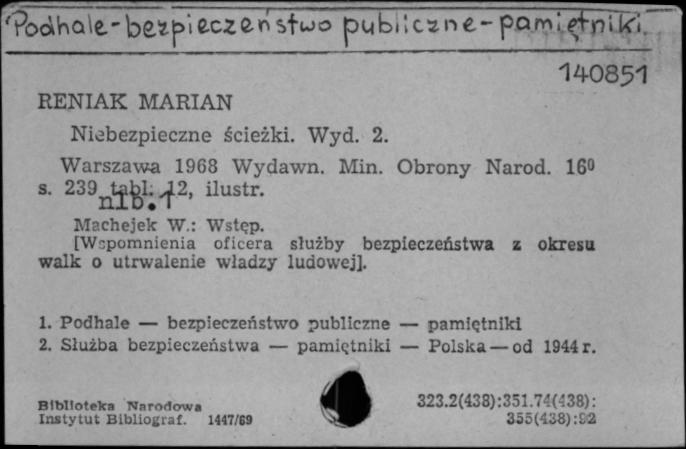 Podhale-bezpieczeństwo publiczne-pamiętniki
140851
RENIAK MARIAN
Niebezpieczne ścieżki. Wyd. 2.
Warszawa 1968 Wydawn. Min. Obrony Narod. 16⁰
s. 239 tabl. 12, ilustr.
nlb.1
Machejek W.: Wstęp.
[Wspomnienia oficera służby bezpieczeństwa z okresu
walk o utrwalenie władzy ludowej].
1. Podhale — bezpieczeństwo publiczne — pamiętniki
2. Służba bezpieczeństwa — pamiętniki — Polska — od 1944 r.
Biblioteka Narodowa
Instytut Bibliograf. 1447/69
323.2(438):351.74(438):
355(438):92